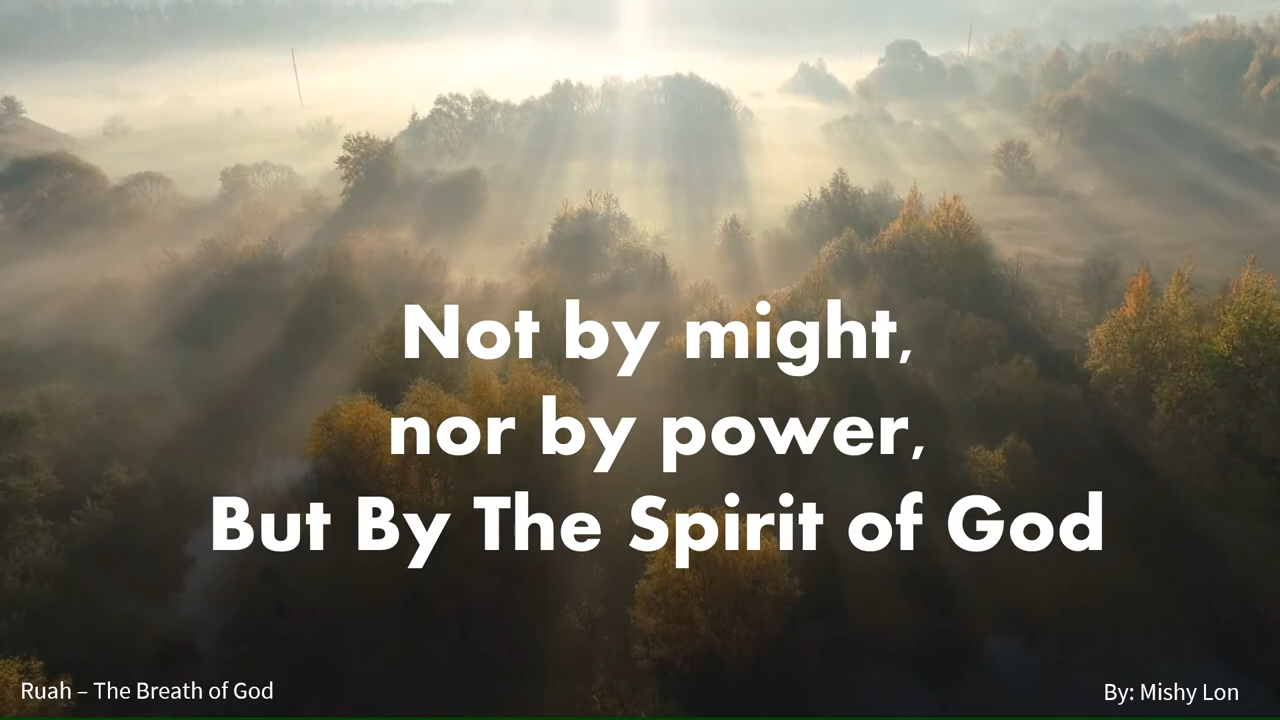 Not by might,
nor by power,
But By The Spirit of God
Ruah – The Breath of God
By: Mishy Lon